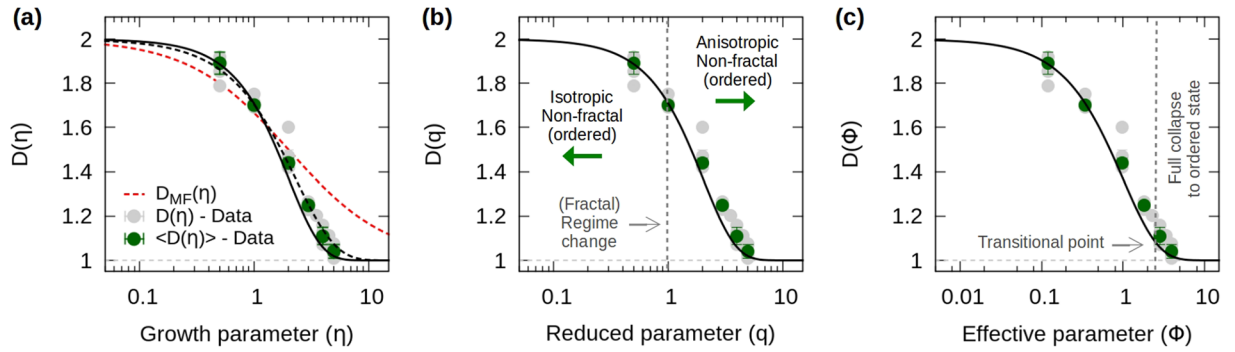 (a)
D(η)
2
1.8
1.6
1.4
1.2
1
D_MF(η)
D(η) - Data
<D(η)> - Data
0.1
1
10
Growth parameter (η)
(b)
D(q)
2
1.8
1.6
1.4
1.2
1
Isotropic
Non-fractal
(ordered)
Anisotropic
Non-fractal
(ordered)
(Fractal)
Regime
change
0.1
1
10
Reduced parameter (q)
(c)
D(Φ)
2
1.8
1.6
1.4
1.2
1
Full collapse
to ordered state
Transitional point
0.01
0.1
1
10
Effective parameter (Φ)